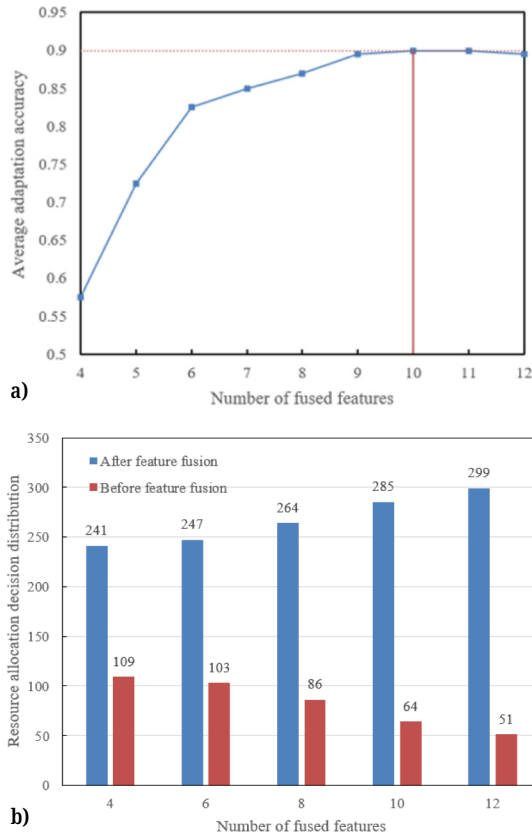 0.95
0.9
0.85
0.8
0.75
0.7
0.65
0.6
0.55
0.5
Average adaptation accuracy
4 5 6 7 8 9 10 11 12
Number of fused features
a)
350
300
250
200
150
100
50
0
Resource allocation decision distribution
After feature fusion
Before feature fusion
241 247 264 285 299
109 103 86 64 51
4 6 8 10 12
Number of fused features
b)